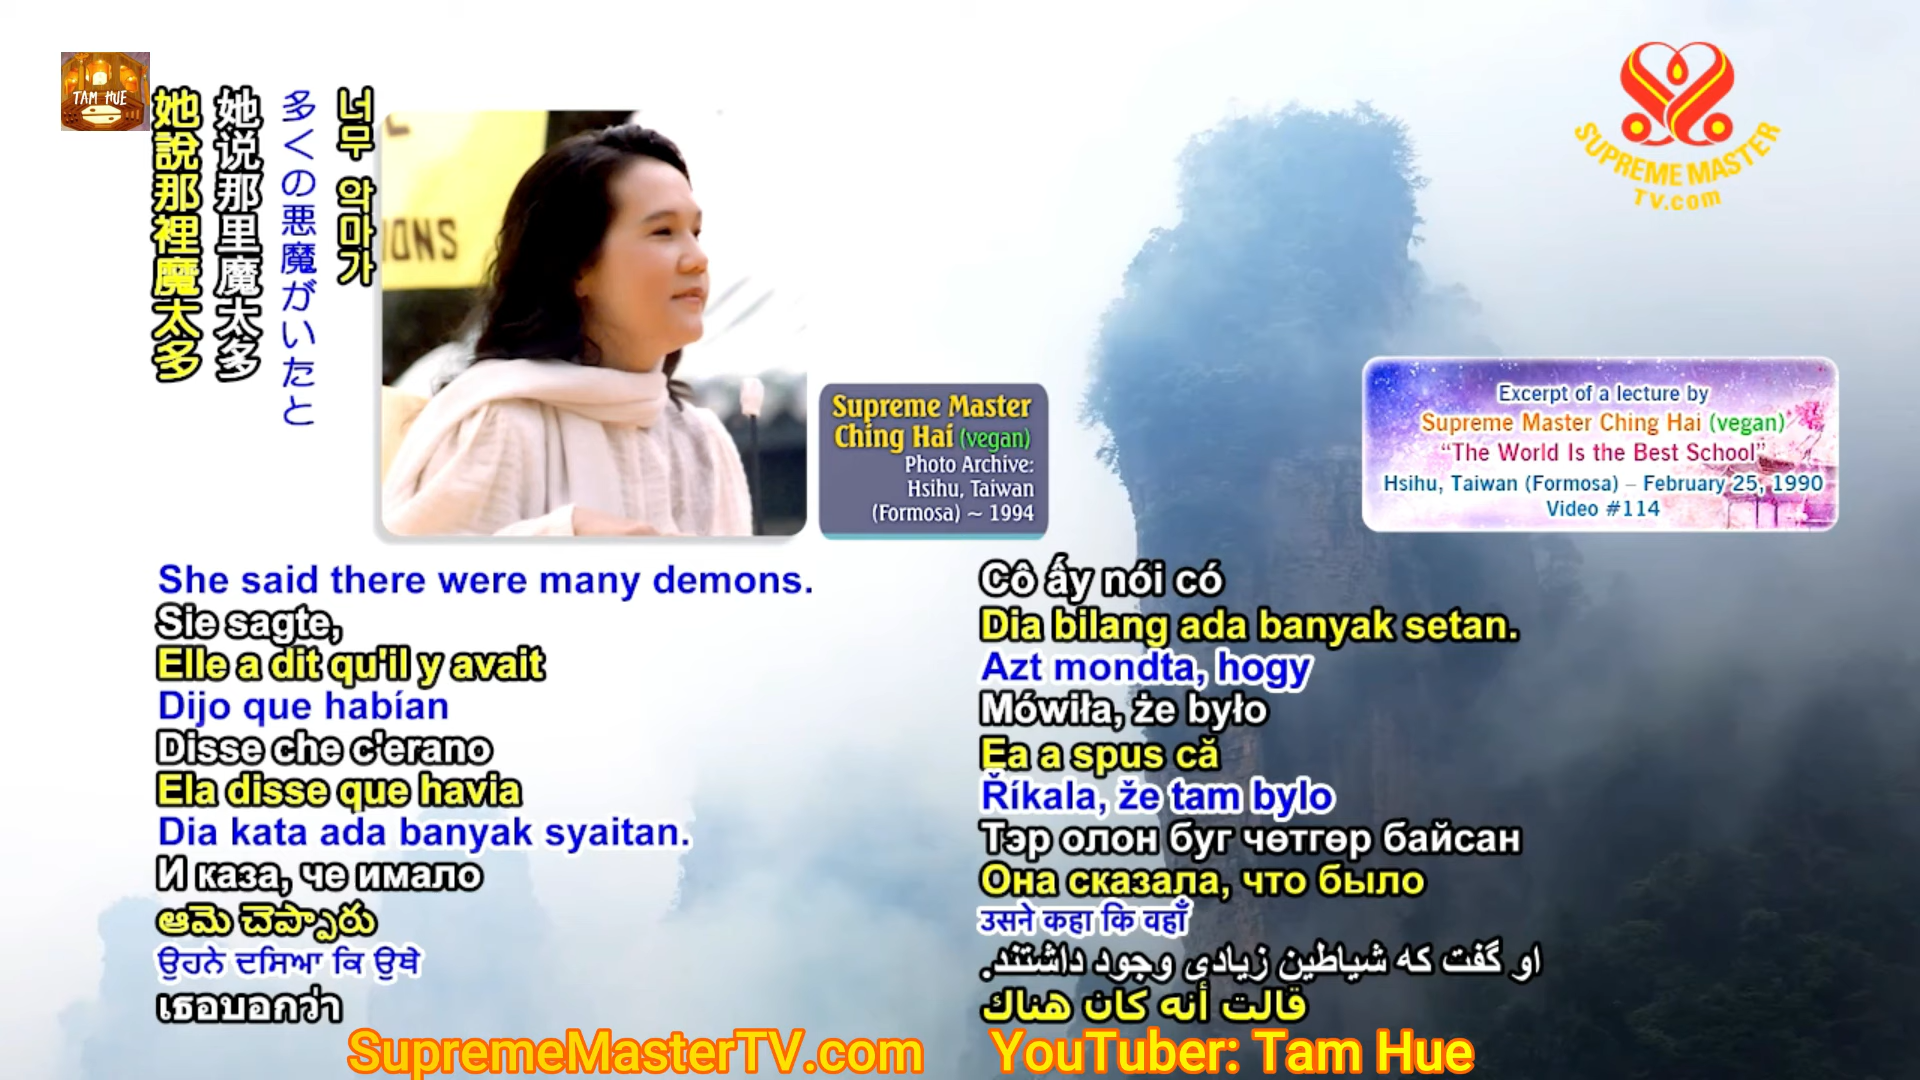 TAM HUE
她說那裡魔太多
她说那里魔太多
多くの悪魔がいたと
너무 악마가
IONS
Supreme Master
Ching Hai (vegan)
Photo Archive:
Hsihu, Taiwan
(Formosa) ~ 1994
SUPREME MASTER
TV.com
Excerpt of a lecture by
Supreme Master Ching Hai (vegan)
“The World Is the Best School”
Hsihu, Taiwan (Formosa) – February 25, 1990
Video #114
She said there were many demons.
Sie sagte,
Elle a dit qu'il y avait
Dijo que habían
Disse che c'erano
Ela disse que havia
Dia kata ada banyak syaitan.
И каза, че имало
ఆమె చెప్పారు
ਉਹਨੇ ਦਸਿਆ ਕਿ ਉਥੇ
เธอบอกว่า
Cô ấy nói có
Dia bilang ada banyak setan.
Azt mondta, hogy
Mówiła, że było
Ea a spus că
Říkala, že tam bylo
Тэр олон буг чөтгөр байсан
Она сказала, что было
उसने कहा कि वहाँ
او گفت که شیاطین زیادی وجود داشتند.
قالت أنه كان هناك
SupremeMasterTV.com
YouTuber: Tam Hue